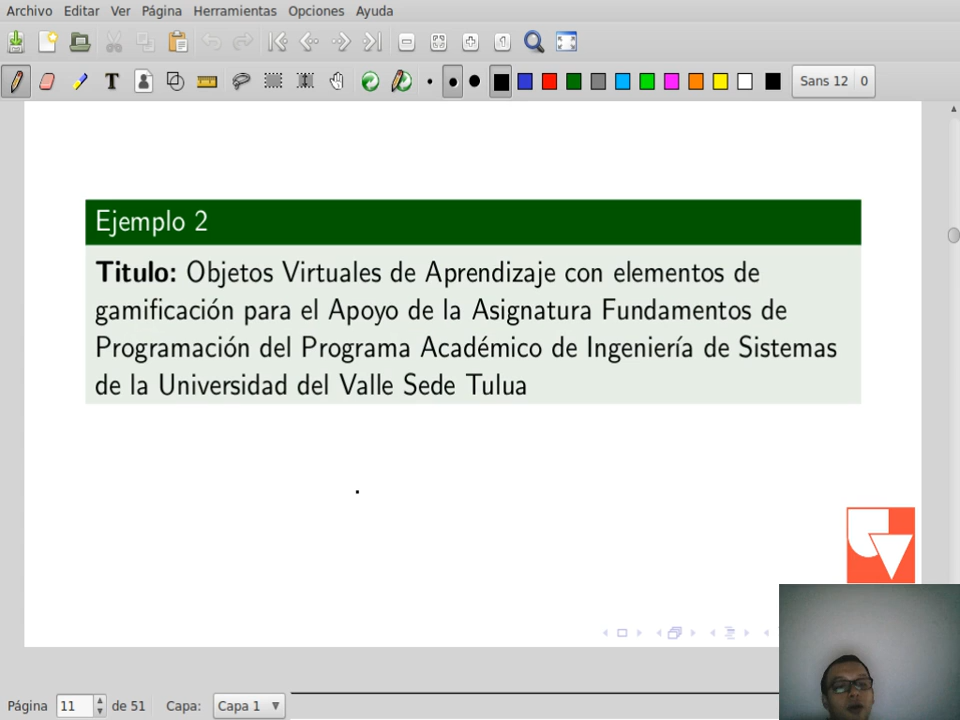 Archivo Editar Ver Página Herramientas Opciones Ayuda
T Sans 12 0
Ejemplo 2
Titulo: Objetos Virtuales de Aprendizaje con elementos de
gamificación para el Apoyo de la Asignatura Fundamentos de
Programación del Programa Académico de Ingeniería de Sistemas
de la Universidad del Valle Sede Tulua
Página 11 de 51 Capa: Capa 1